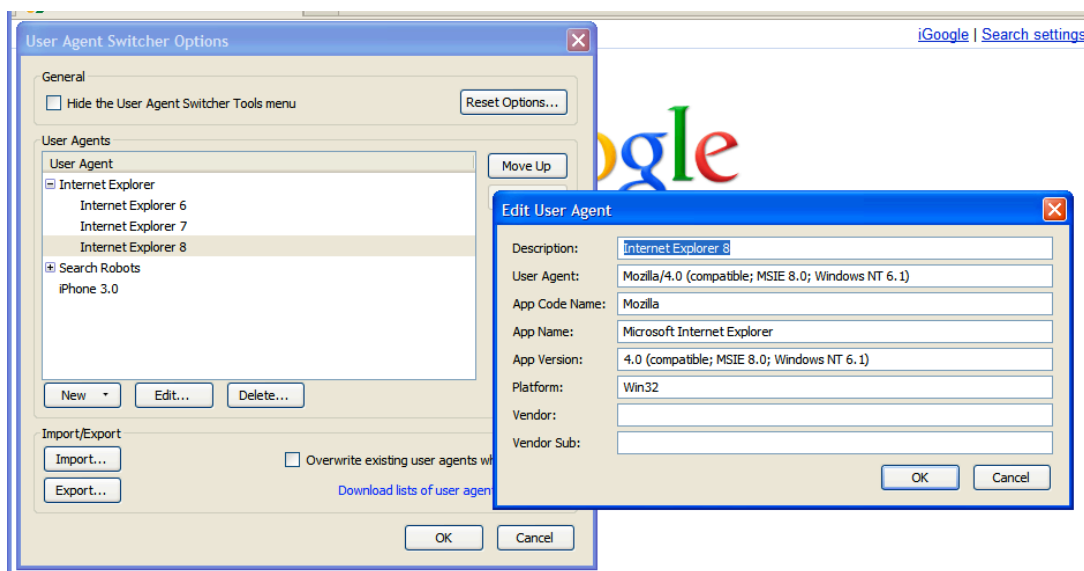 User Agent Switcher Options
iGoogle | Search settings
General
Hide the User Agent Switcher Tools menu
Reset Options...
User Agents
User Agent
Move Up
Internet Explorer
Internet Explorer 6
Internet Explorer 7
Internet Explorer 8
Search Robots
iPhone 3.0
New
Edit...
Delete...
Import/Export
Import...
Overwrite existing user agents
Export...
Download lists of user agent
OK
Cancel
ogle
Edit User Agent
Description: Internet Explorer 8
User Agent: Mozilla/4.0 (compatible; MSIE 8.0; Windows NT 6.1)
App Code Name: Mozilla
App Name: Microsoft Internet Explorer
App Version: 4.0 (compatible; MSIE 8.0; Windows NT 6.1)
Platform: Win32
Vendor:
Vendor Sub:
OK
Cancel